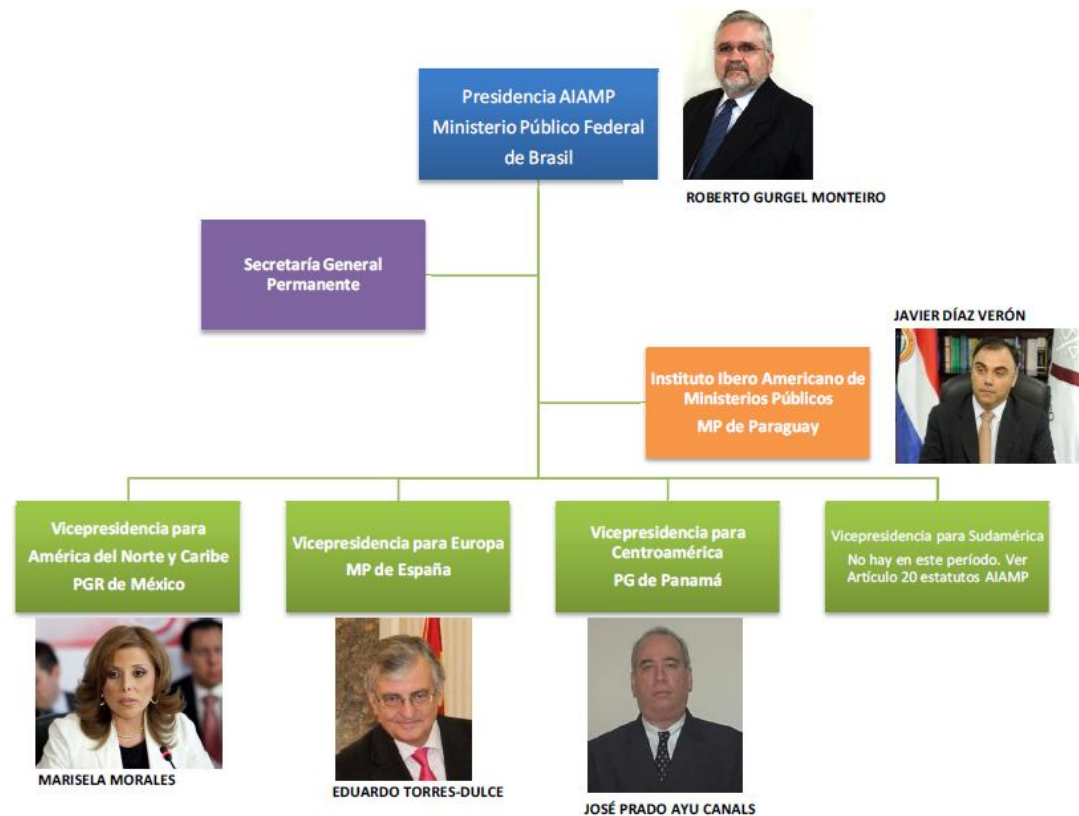 Presidencia AIAMP
Ministerio Público Federal
de Brasil
ROBERTO GURGEL MONTEIRO
Secretaría General
Permanente
JAVIER DÍAZ VERÓN
Instituto Ibero Americano de
Ministerios Públicos
MP de Paraguay
Vicepresidencia para
América del Norte y Caribe
PGR de México
Vicepresidencia para Europa
MP de España
Vicepresidencia para
Centroamérica
PG de Panamá
Vicepresidencia para Sudamérica
No hay en este período. Ver
Artículo 20 estatutos AIAMP
MARISELA MORALES
EDUARDO TORRES-DULCE
JOSÉ PRADO AYU CANALS